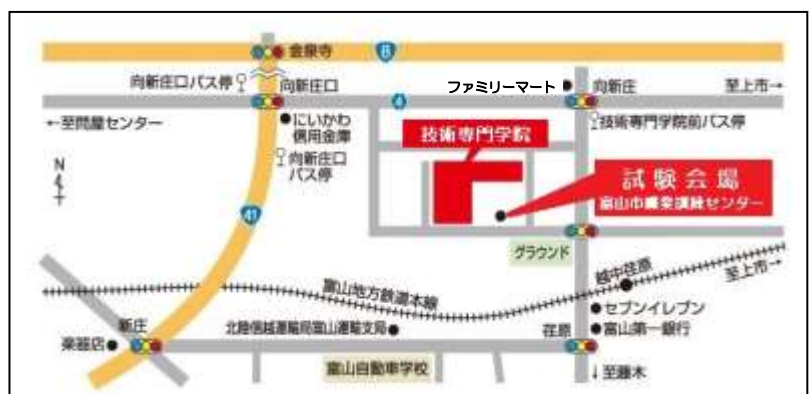 金泉寺
8
向新庄口バス停
向新庄口
4
ファミリーマート
向新庄
至上市→
←至問屋センター
にいかわ
信用金庫
技術専門学院
技術専門学院前バス停
向新庄口
バス停
N
試験会場
富山市職業訓練センター
41
グラウンド
越中荏原
至上市→
富山地方鉄道本線
セブンイレブン
新庄
北陸信越運輸局富山運輸支局
荏原
富山第一銀行
楽器店
富山自動車学校
↓至藤木